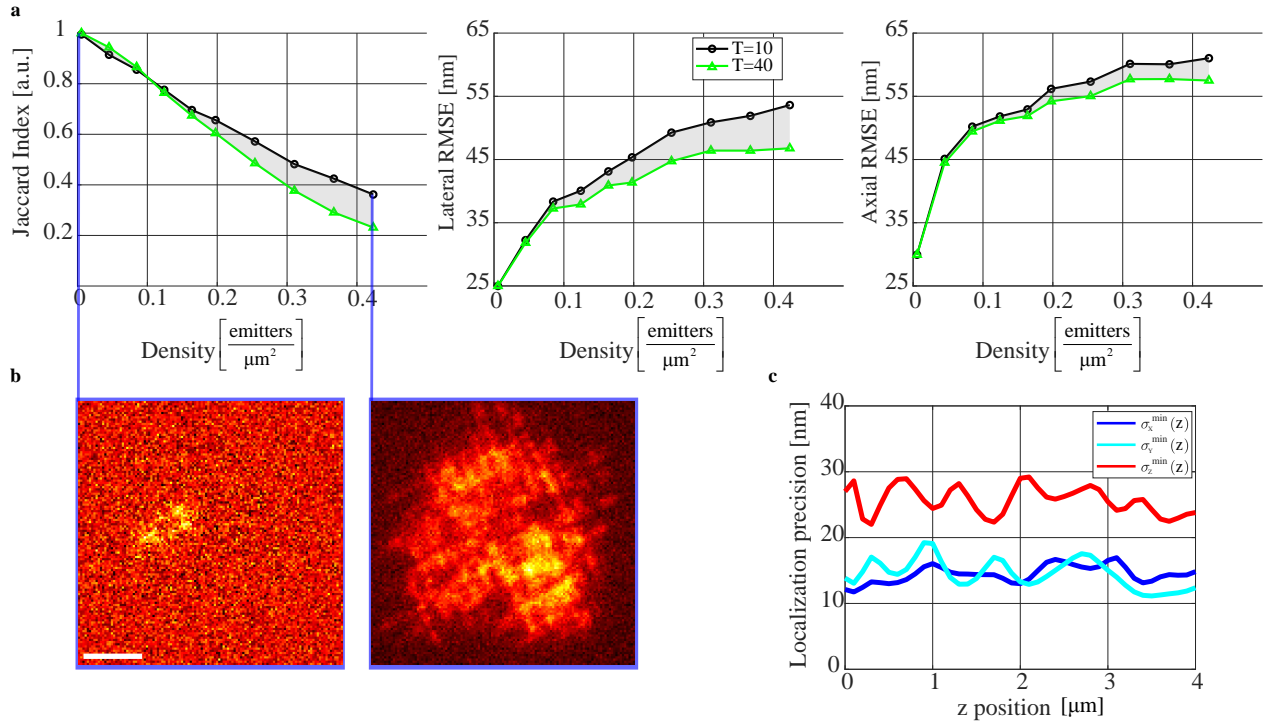 a
Jaccard Index [a.u.]
1
0.8
0.6
0.4
0.2
0 0.1 0.2 0.3 0.4
Density [emitters / μm²]
Lateral RMSE [nm]
65
55
45
35
25
0 0.1 0.2 0.3 0.4
Density [emitters / μm²]
T=10
T=40
Axial RMSE [nm]
65
55
45
35
25
0 0.1 0.2 0.3 0.4
Density [emitters / μm²]
b
c
Localization precision [nm]
40
30
20
10
0
0 1 2 3 4
z position [μm]
σ_X^min (z)
σ_Y^min (z)
σ_Z^min (z)